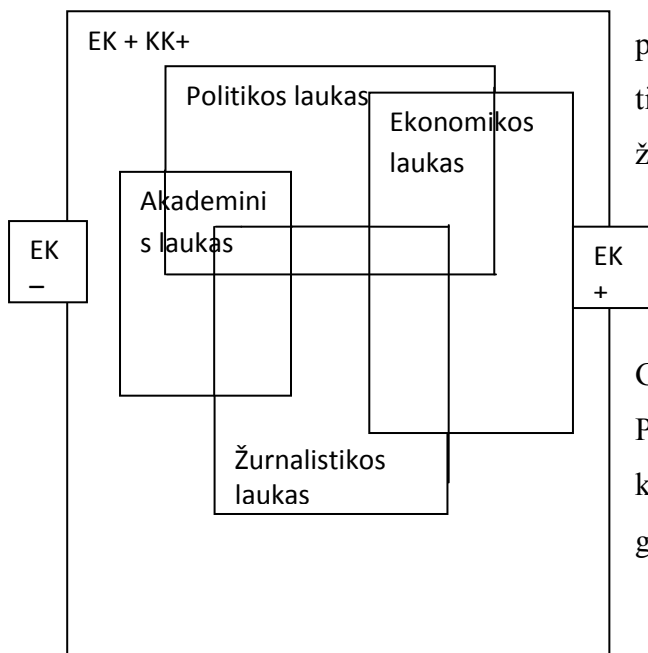 EK + KK+
Politikos laukas
Ekonomikos
laukas
Akademini
s laukas
EK
–
EK
+
Žurnalistikos
laukas